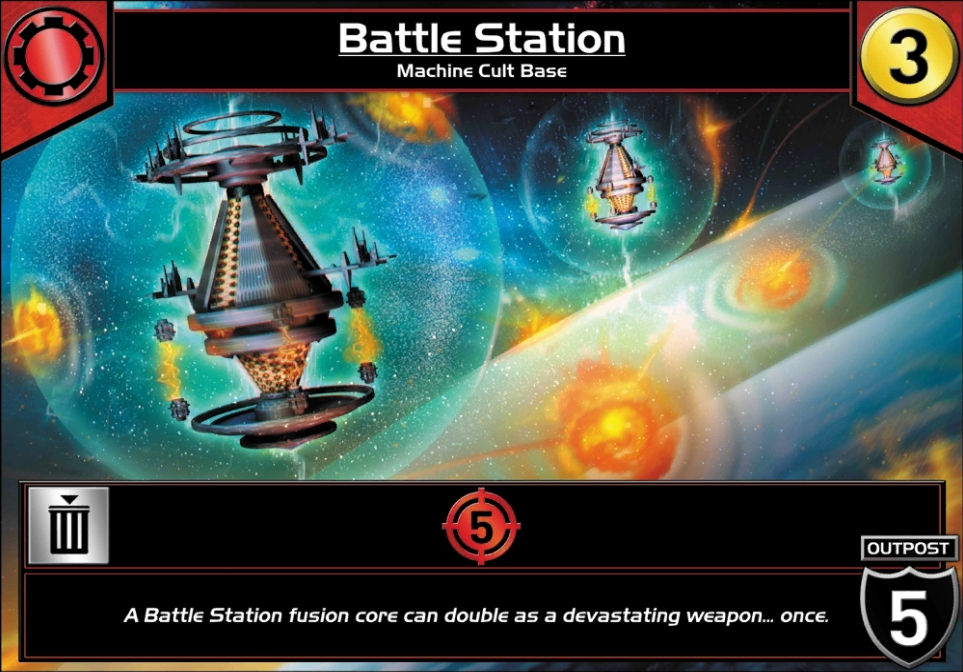 Battle Station
Machine Cult Base
3
5
OUTPOST
A Battle Station fusion core can double as a devastating weapon... once.
5